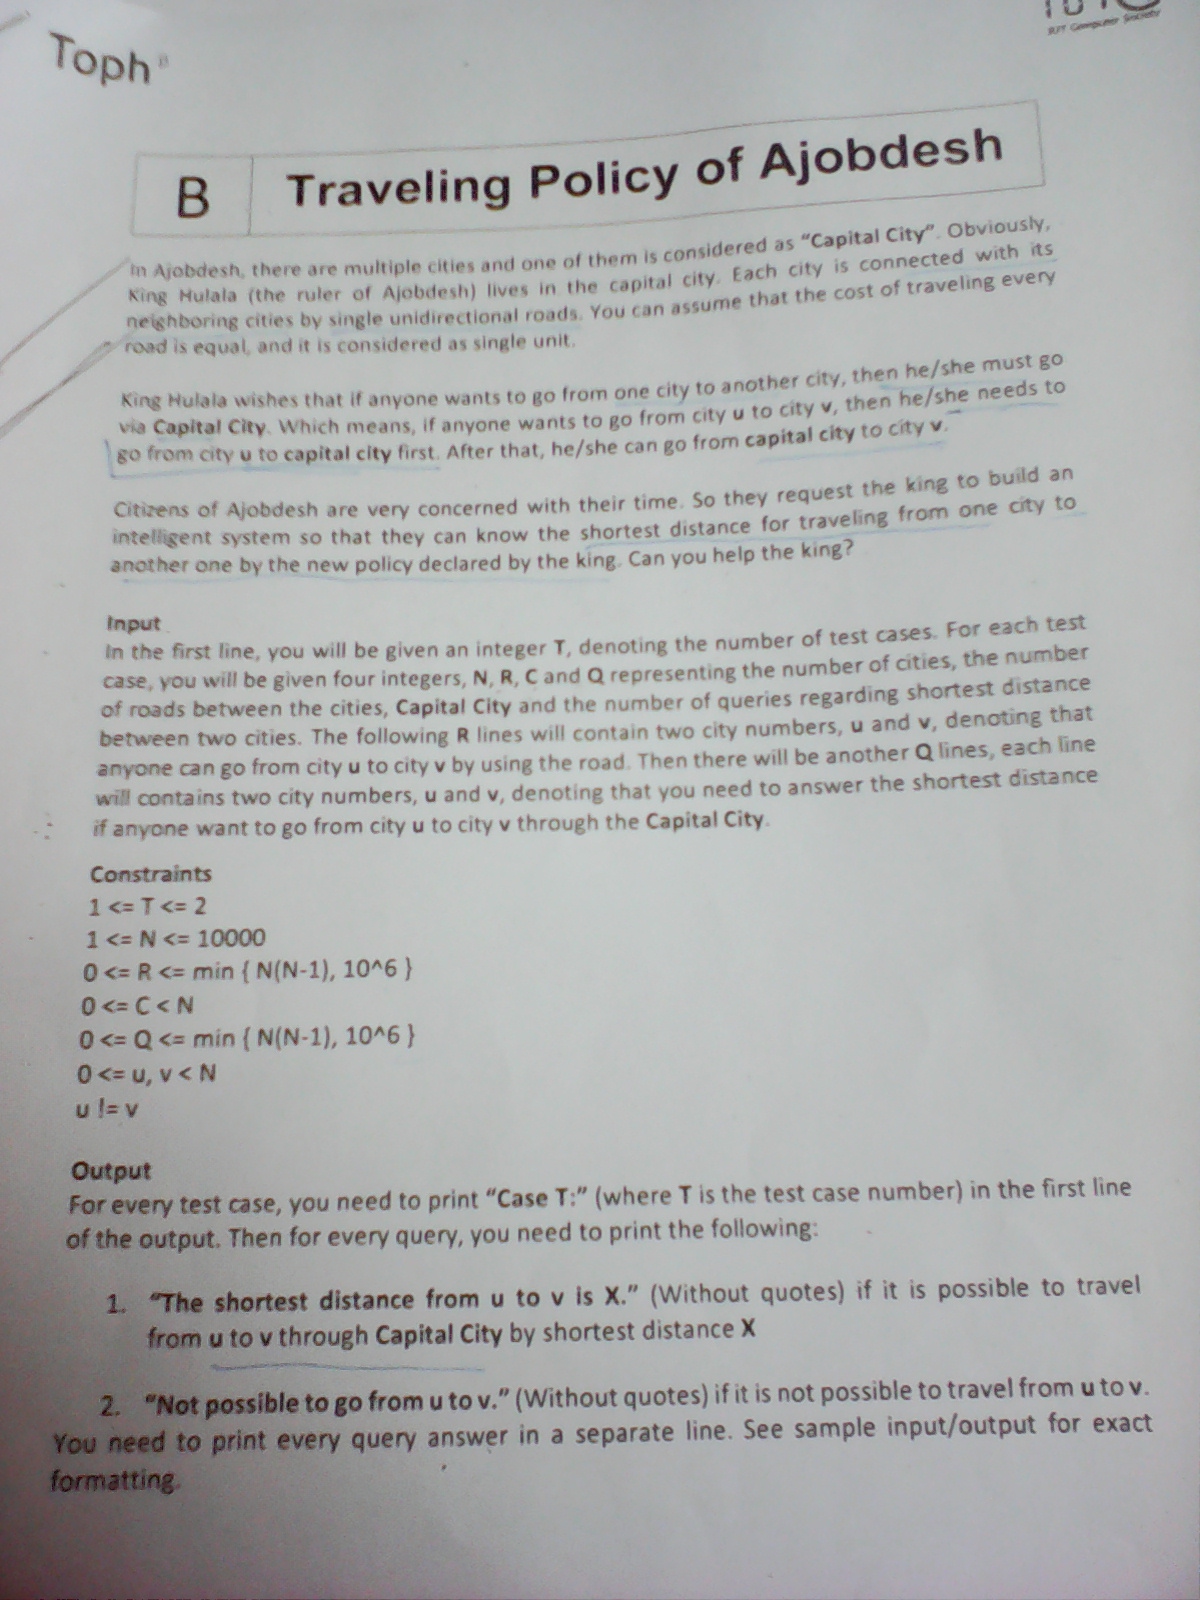 Toph
IUT Computer Society
B Traveling Policy of Ajobdesh
In Ajobdesh, there are multiple cities and one of them is considered as “Capital City”. Obviously,
King Hulala (the ruler of Ajobdesh) lives in the capital city. Each city is connected with its
neighboring cities by single unidirectional roads. You can assume that the cost of traveling every
road is equal, and it is considered as single unit.
King Hulala wishes that if anyone wants to go from one city to another city, then he/she must go
via Capital City. Which means, if anyone wants to go from city u to city v, then he/she needs to
go from city u to capital city first. After that, he/she can go from capital city to city v.
Citizens of Ajobdesh are very concerned with their time. So they request the king to build an
intelligent system so that they can know the shortest distance for traveling from one city to
another one by the new policy declared by the king. Can you help the king?
Input
In the first line, you will be given an integer T, denoting the number of test cases. For each test
case, you will be given four integers, N, R, C and Q representing the number of cities, the number
of roads between the cities, Capital City and the number of queries regarding shortest distance
between two cities. The following R lines will contain two city numbers, u and v, denoting that
anyone can go from city u to city v by using the road. Then there will be another Q lines, each line
will contains two city numbers, u and v, denoting that you need to answer the shortest distance
if anyone want to go from city u to city v through the Capital City.
Constraints
1 <= T <= 2
1 <= N <= 10000
0 <= R <= min { N(N-1), 10^6 }
0 <= C < N
0 <= Q <= min { N(N-1), 10^6 }
0 <= u, v < N
u != v
Output
For every test case, you need to print “Case T:” (where T is the test case number) in the first line
of the output. Then for every query, you need to print the following:
1. “The shortest distance from u to v is X.” (Without quotes) if it is possible to travel
from u to v through Capital City by shortest distance X
2. “Not possible to go from u to v.” (Without quotes) if it is not possible to travel from u to v.
You need to print every query answer in a separate line. See sample input/output for exact
formatting.